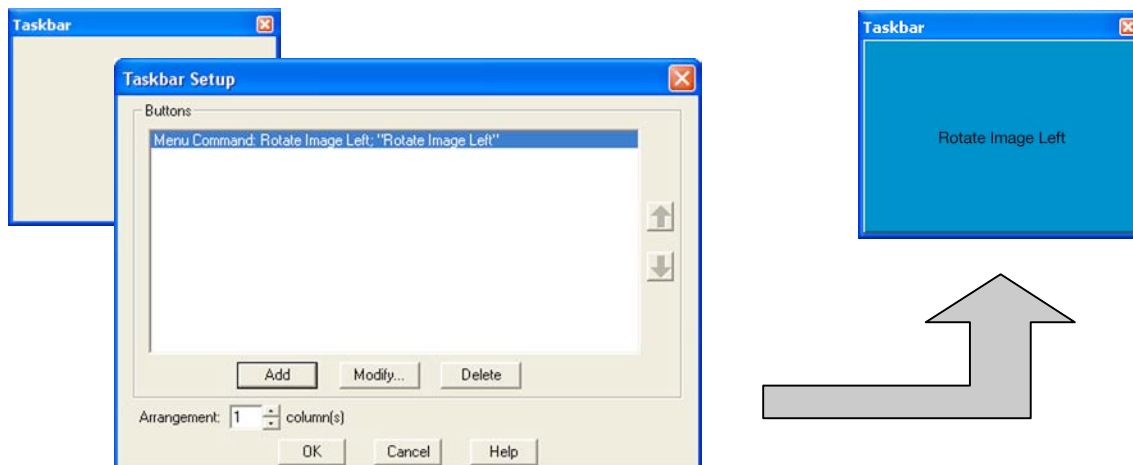 Taskbar
Taskbar Setup
Buttons
Menu Command: Rotate Image Left; "Rotate Image Left"
Add Modify... Delete
Arrangement: 1 column(s)
OK Cancel Help
Taskbar
Rotate Image Left